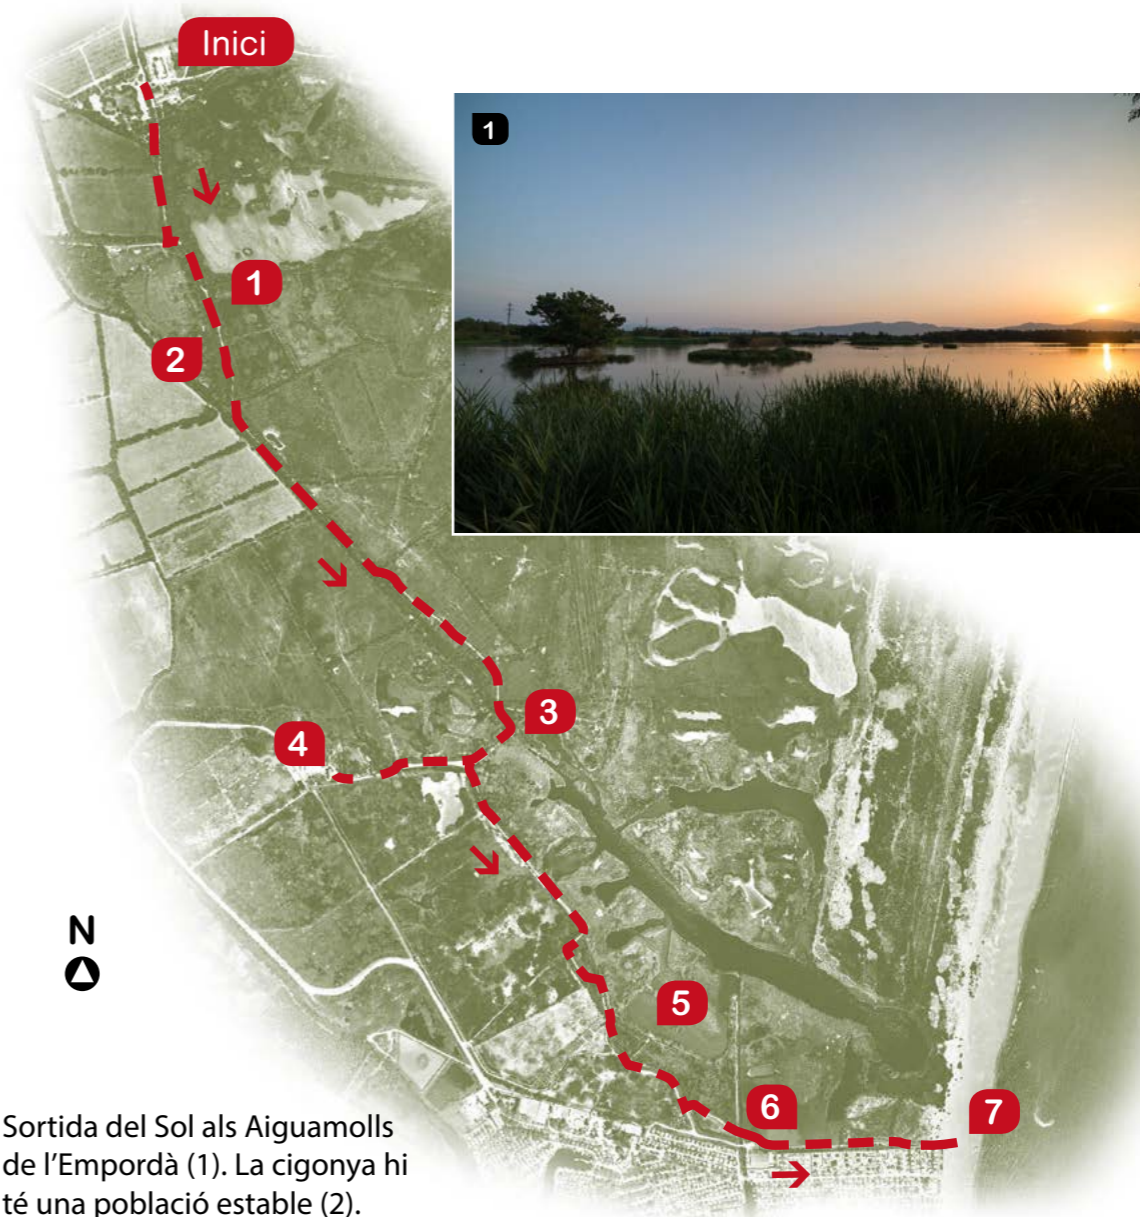 Inici
1
1
2
3
4
N
5
6
7
Sortida del Sol als Aiguamolls
de l'Empordà (1). La cigonya hi
té una població estable (2).